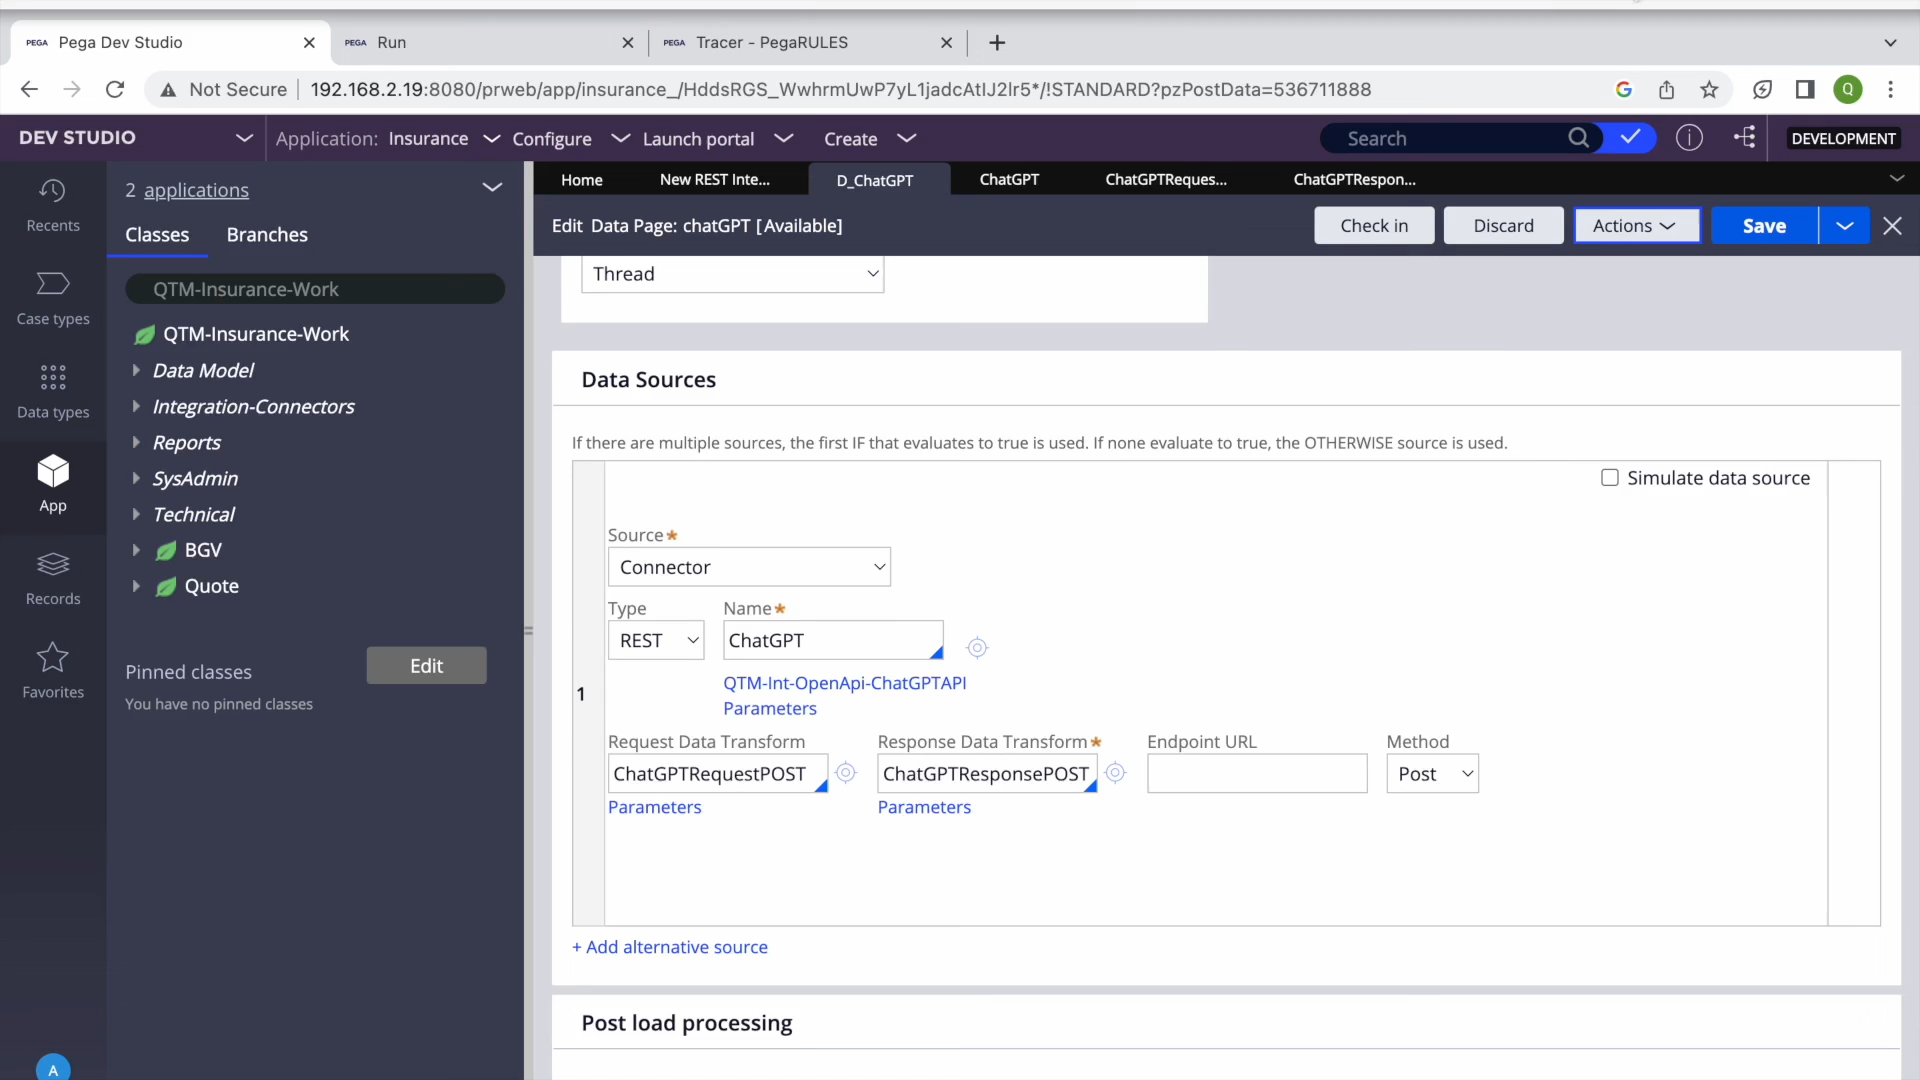 PEGA Pega Dev Studio
PEGA Run
PEGA Tracer - PegaRULES
Not Secure 192.168.2.19:8080/prweb/app/insurance_/HddsRGS_WwhrmUwP7yL1jadcAtIJ2lr5*/!STANDARD?pzPostData=536711888
G
Q
DEV STUDIO
Application: Insurance
Configure
Launch portal
Create
Search
DEVELOPMENT
Recents
Case types
Data types
App
Records
Favorites
A
2 applications
Classes
Branches
QTM-Insurance-Work
QTM-Insurance-Work
Data Model
Integration-Connectors
Reports
SysAdmin
Technical
BGV
Quote
Pinned classes
Edit
You have no pinned classes
Home
New REST Inte...
D_ChatGPT
ChatGPT
ChatGPTReques...
ChatGPTRespon...
Edit Data Page: chatGPT [Available]
Check in
Discard
Actions
Save
Thread
Data Sources
If there are multiple sources, the first IF that evaluates to true is used. If none evaluate to true, the OTHERWISE source is used.
Simulate data source
1
Source*
Connector
Type
Name*
REST
ChatGPT
QTM-Int-OpenApi-ChatGPTAPI
Parameters
Request Data Transform
Response Data Transform*
Endpoint URL
Method
ChatGPTRequestPOST
ChatGPTResponsePOST
Post
Parameters
Parameters
+ Add alternative source
Post load processing